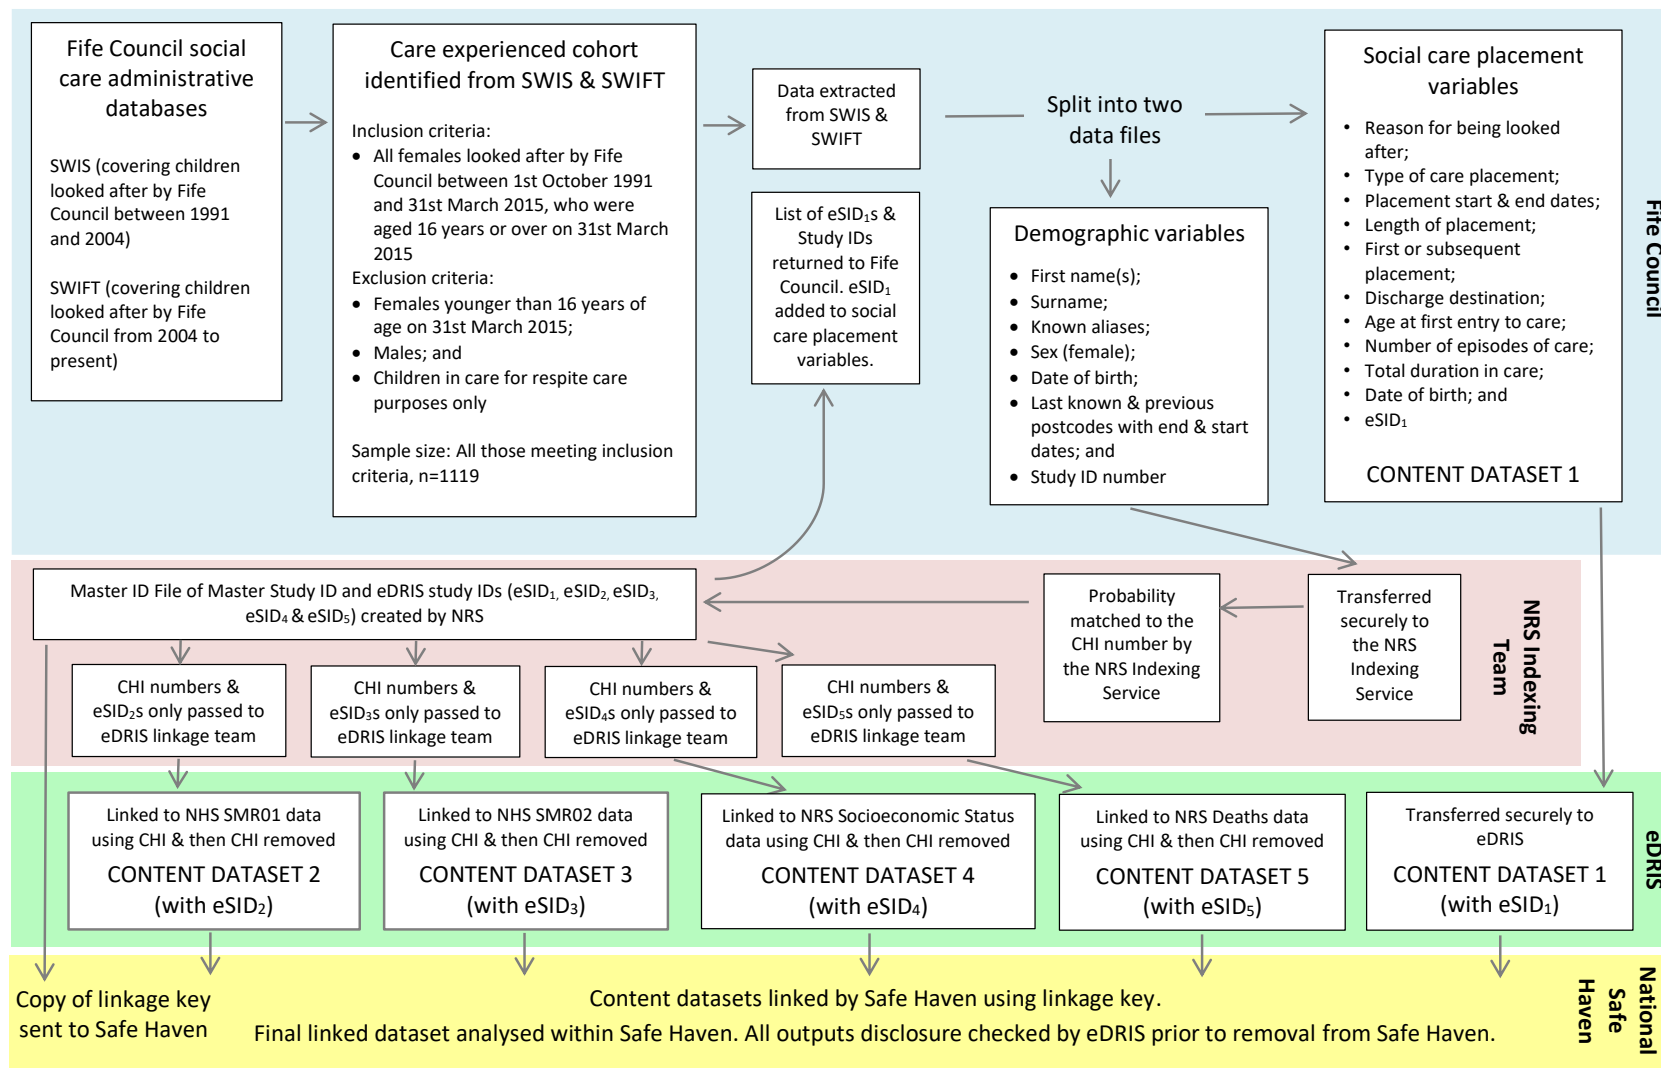 Fife Council social
care administrative
databases
SWIS (covering children
looked after by Fife
Council between 1991
and 2004)
SWIFT (covering children
looked after by Fife
Council from 2004 to
present)
Care experienced cohort
identified from SWIS & SWIFT
Inclusion criteria:
• All females looked after by Fife
Council between 1st October 1991
and 31st March 2015, who were
aged 16 years or over on 31st March
2015
Exclusion criteria:
• Females younger than 16 years of
age on 31st March 2015;
• Males; and
• Children in care for respite care
purposes only
Sample size: All those meeting inclusion
criteria, n=1119
Data extracted
from SWIS &
SWIFT
List of eSID₁s &
Study IDs
returned to Fife
Council. eSID₁
added to social
care placement
variables.
Split into two
data files
Demographic variables
• First name(s);
• Surname;
• Known aliases;
• Sex (female);
• Date of birth;
• Last known & previous
postcodes with end & start
dates; and
• Study ID number
Social care placement
variables
• Reason for being looked
after;
• Type of care placement;
• Placement start & end dates;
• Length of placement;
• First or subsequent
placement;
• Discharge destination;
• Age at first entry to care;
• Number of episodes of care;
• Total duration in care;
• Date of birth; and
• eSID₁
CONTENT DATASET 1
Fife Council
Master ID File of Master Study ID and eDRIS study IDs (eSID₁, eSID₂, eSID₃,
eSID₄ & eSID₅) created by NRS
Probability
matched to the
CHI number by
the NRS Indexing
Service
Transferred
securely to
the NRS
Indexing
Service
NRS Indexing
Team
CHI numbers &
eSID₂s only passed to
eDRIS linkage team
CHI numbers &
eSID₃s only passed to
eDRIS linkage team
CHI numbers &
eSID₄s only passed to
eDRIS linkage team
CHI numbers &
eSID₅s only passed to
eDRIS linkage team
Linked to NHS SMR01 data
using CHI & then CHI removed
CONTENT DATASET 2
(with eSID₂)
Linked to NHS SMR02 data
using CHI & then CHI removed
CONTENT DATASET 3
(with eSID₃)
Linked to NRS Socioeconomic Status
data using CHI & then CHI removed
CONTENT DATASET 4
(with eSID₄)
Linked to NRS Deaths data
using CHI & then CHI removed
CONTENT DATASET 5
(with eSID₅)
Transferred securely to
eDRIS
CONTENT DATASET 1
(with eSID₁)
eDRIS
Copy of linkage key
sent to Safe Haven
Content datasets linked by Safe Haven using linkage key.
Final linked dataset analysed within Safe Haven. All outputs disclosure checked by eDRIS prior to removal from Safe Haven.
National
Safe
Haven